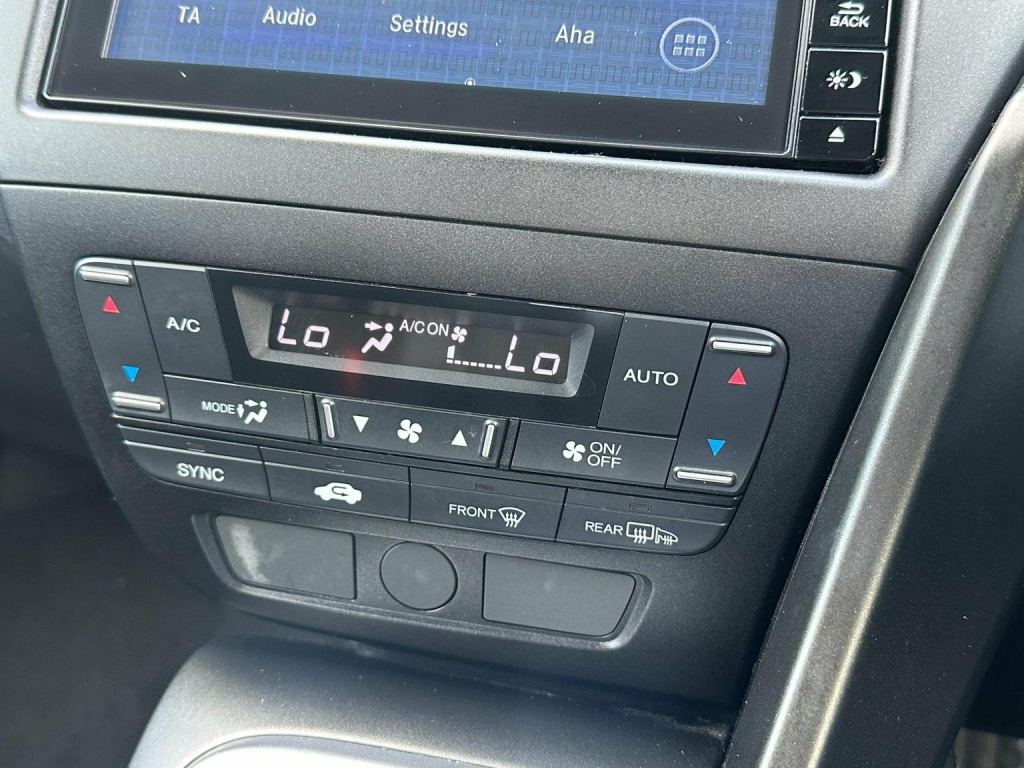 TA
Audio
Settings
Aha
BACK
Lo
A/C ON
Lo
A/C
AUTO
MODE
ON/
OFF
SYNC
FRONT
REAR